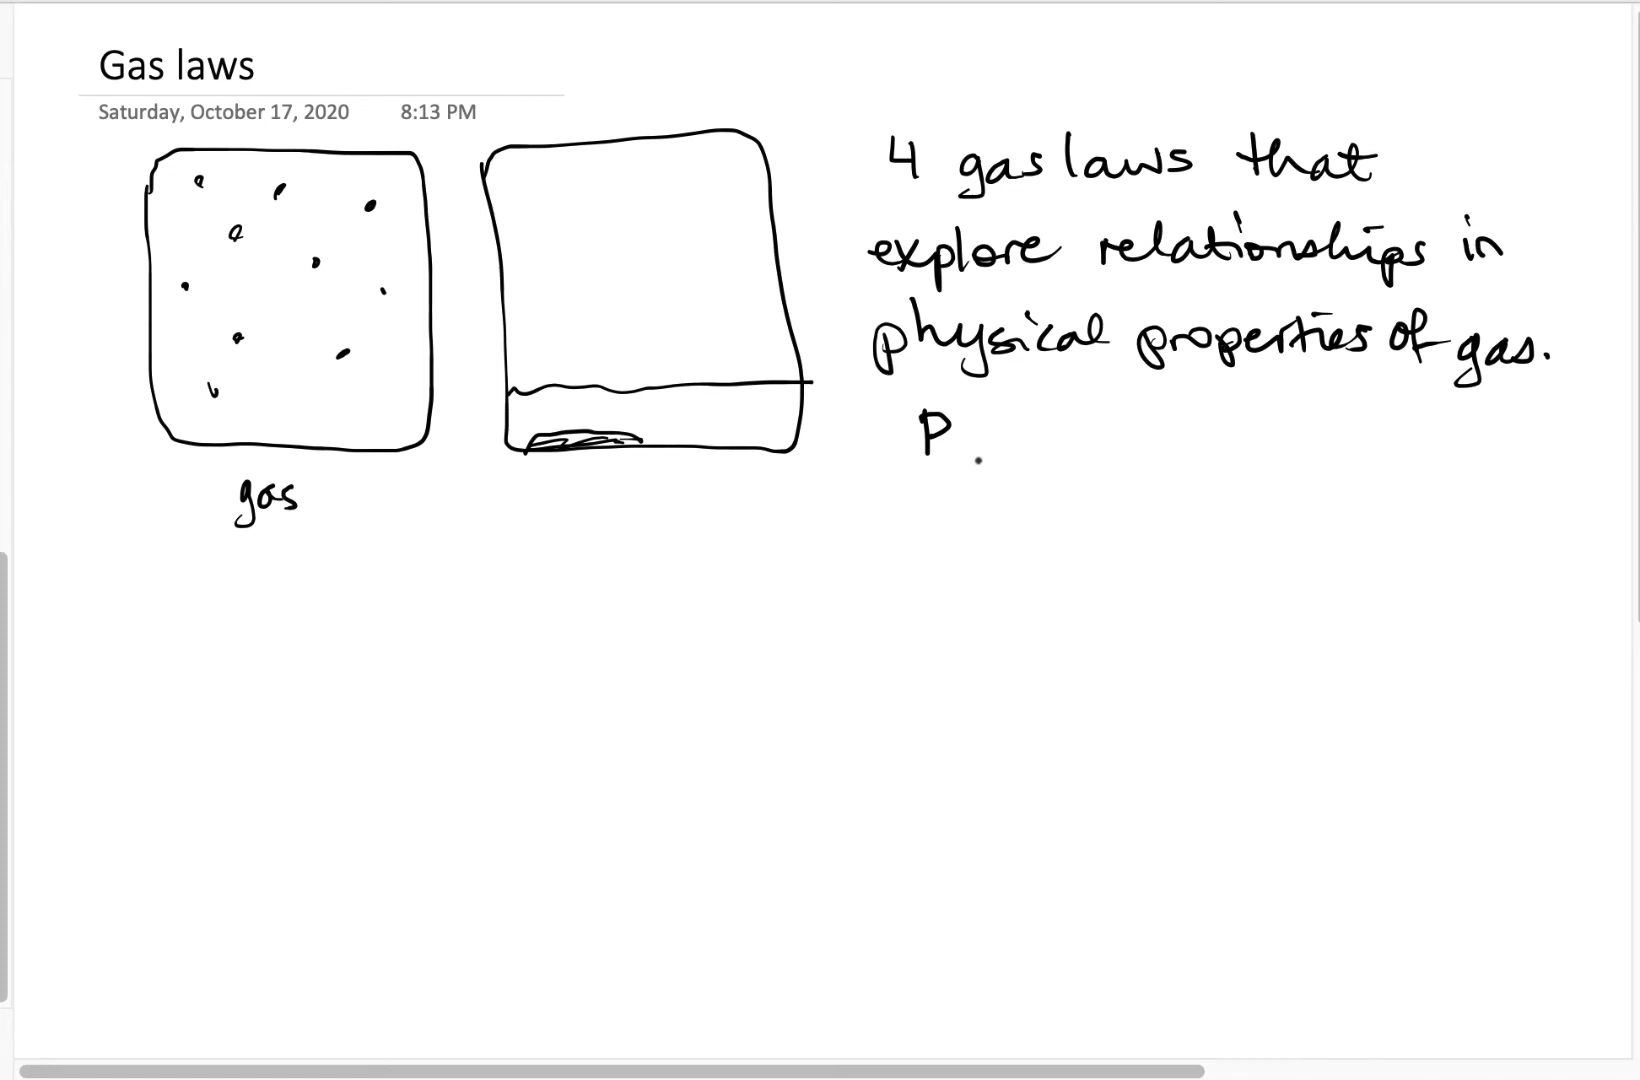 Gas laws
Saturday, October 17, 2020 8:13 PM
4 gas laws that
explore relationships in
physical properties of gas.
P
gas